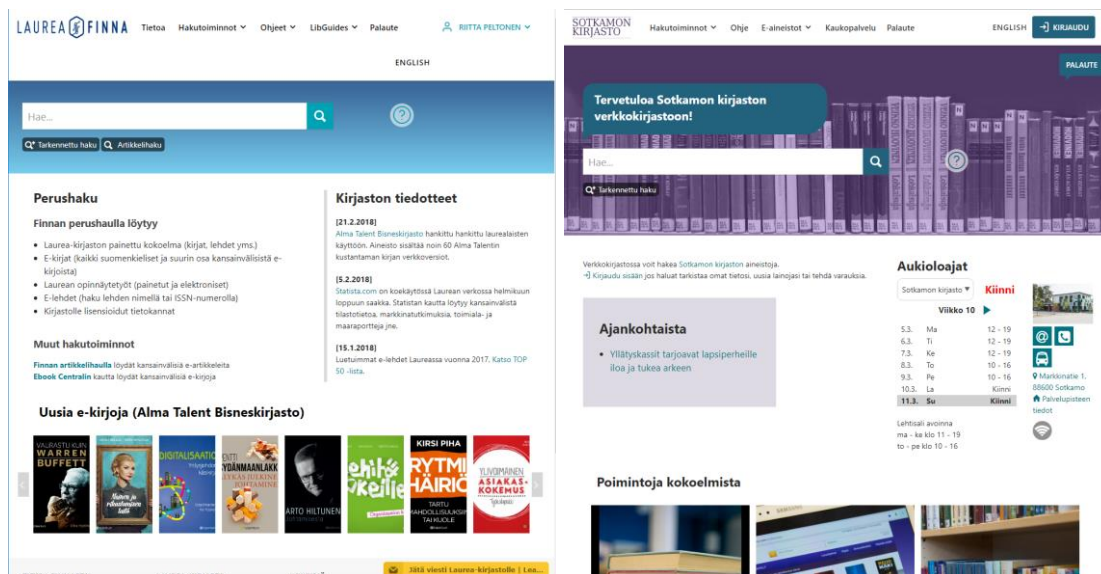 LAUREA FINNA
Tietoa Hakutoiminnot Ohjeet LibGuides Palaute RIITTA PELTONEN
ENGLISH
Hae...
Tarkennettu haku Artikkelihaku
Perushaku
Finnan perushaulla löytyy
Laurea-kirjaston painettu kokoelma (kirjat, lehdet yms.)
E-kirjat (kaikki suomenkieliset ja suurin osa kansainvälisistä e-
kirjoista)
Laurean opinnäytetyöt (painetut ja elektroniset)
E-lehdet (haku lehden nimellä tai ISSN-numerolla)
Kirjastolle lisensioidut tietokannat
Muut hakutoiminnot
Finnan artikkelihaulla löydät kansainvälisiä e-artikkeleita
Ebook Centralin kautta löydät kansainvälisiä e-kirjoja
Kirjaston tiedotteet
[21.2.2018]
Alma Talent Bisneskirjasto hankittu hankittu laurealaisten
käyttöön. Aineisto sisältää noin 60 Alma Talentin
kustantaman kirjan verkkoversiot.
[5.2.2018]
Statista.com on koekäytössä Laurean verkossa helmikuun
loppuun saakka. Statistan kautta löytyy kansainvälistä
tilastotietoa, markkinatutkimuksia, toimiala- ja
maaraportteja jne.
[15.1.2018]
Luetuimmat e-lehdet Laureassa vuonna 2017. Katso TOP
50 -lista.
Uusia e-kirjoja (Alma Talent Bisneskirjasto)
VAURASTU KUIN
WARREN
BUFFETT
DIGITALISAATIO
ARTO HILTUNEN
KIRSI PIHA
RYTMI
HÄIRIÖ
TARTU
MAHDOLLISUUKSIIN
TAI KUOLE
YLIVOIMAINEN
ASIAKAS-
KOKEMUS
Työkalupakki
Jätä viesti Laurea-kirjastolle | Lea...
SOTKAMON
KIRJASTO
Hakutoiminnot Ohje E-aineistot Kaukopalvelu Palaute ENGLISH KIRJAUDU
PALAUTE
Tervetuloa Sotkamon kirjaston
verkkokirjastoon!
Hae...
Tarkennettu haku
Verkkokirjastossa voit hakea Sotkamon kirjaston aineistoja.
Kirjaudu sisään jos haluat tarkistaa omat tietosi, uusia lainojasi tai tehdä varauksia.
Ajankohtaista
Yllätyskassit tarjoavat lapsiperheille
iloa ja tukea arkeen
Aukioloajat
Sotkamon kirjasto Kiinni
Viikko 10
5.3. Ma 12 - 19
6.3. Ti 12 - 19
7.3. Ke 12 - 19
8.3. To 10 - 16
9.3. Pe 10 - 16
10.3. La Kiinni
11.3. Su Kiinni
Lehtisali avoinna
ma - ke klo 11 - 19
to - pe klo 10 - 16
Markkinatie 1,
88600 Sotkamo
Palvelupisteen
tiedot
Poimintoja kokoelmista